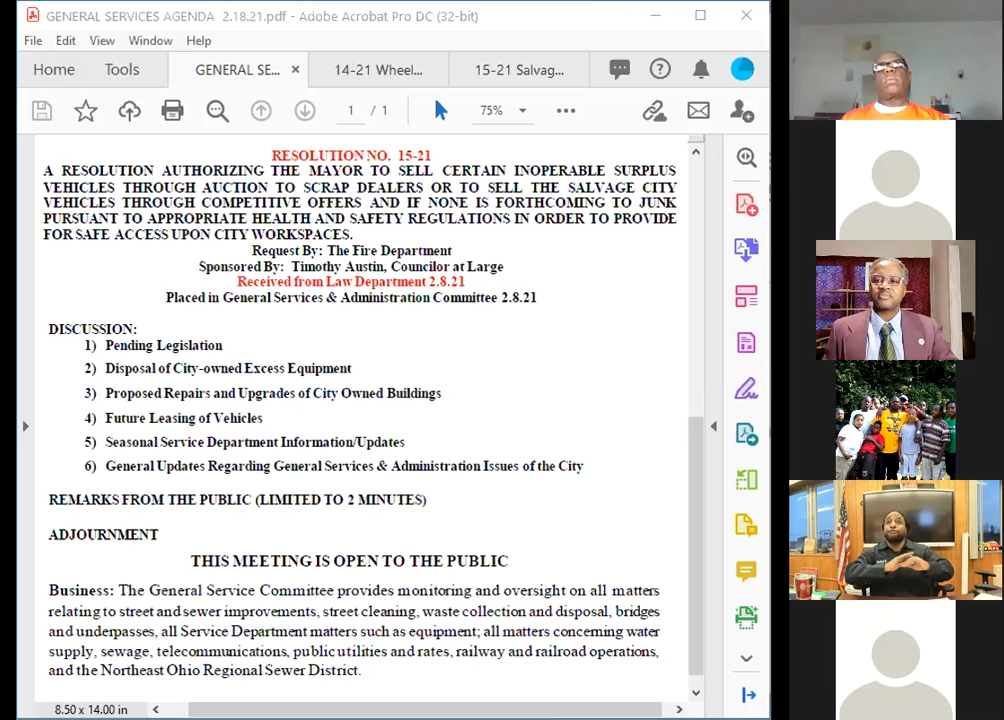 GENERAL SERVICES AGENDA 2.18.21.pdf - Adobe Acrobat Pro DC (32-bit)
File Edit View Window Help
Home Tools GENERAL SE... 14-21 Wheel... 15-21 Salvag...
1 / 1 75%
RESOLUTION NO. 15-21
A RESOLUTION AUTHORIZING THE MAYOR TO SELL CERTAIN INOPERABLE SURPLUS
VEHICLES THROUGH AUCTION TO SCRAP DEALERS OR TO SELL THE SALVAGE CITY
VEHICLES THROUGH COMPETITIVE OFFERS AND IF NONE IS FORTHCOMING TO JUNK
PURSUANT TO APPROPRIATE HEALTH AND SAFETY REGULATIONS IN ORDER TO PROVIDE
FOR SAFE ACCESS UPON CITY WORKSPACES.
Request By: The Fire Department
Sponsored By: Timothy Austin, Councilor at Large
Received from Law Department 2.8.21
Placed in General Services & Administration Committee 2.8.21
DISCUSSION:
1) Pending Legislation
2) Disposal of City-owned Excess Equipment
3) Proposed Repairs and Upgrades of City Owned Buildings
4) Future Leasing of Vehicles
5) Seasonal Service Department Information/Updates
6) General Updates Regarding General Services & Administration Issues of the City
REMARKS FROM THE PUBLIC (LIMITED TO 2 MINUTES)
ADJOURNMENT
THIS MEETING IS OPEN TO THE PUBLIC
Business: The General Service Committee provides monitoring and oversight on all matters
relating to street and sewer improvements, street cleaning, waste collection and disposal, bridges
and underpasses, all Service Department matters such as equipment; all matters concerning water
supply, sewage, telecommunications, public utilities and rates, railway and railroad operations,
and the Northeast Ohio Regional Sewer District.
8.50 x 14.00 in